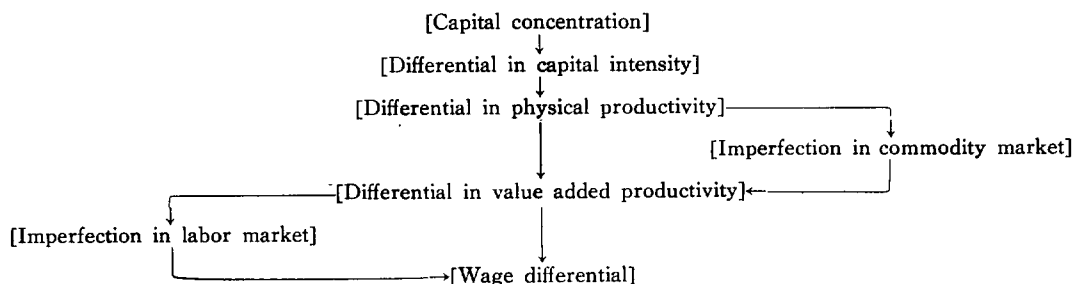 [Capital concentration]
[Differential in capital intensity]
[Differential in physical productivity]
[Imperfection in commodity market]
[Differential in value added productivity]
[Imperfection in labor market]
[Wage differential]